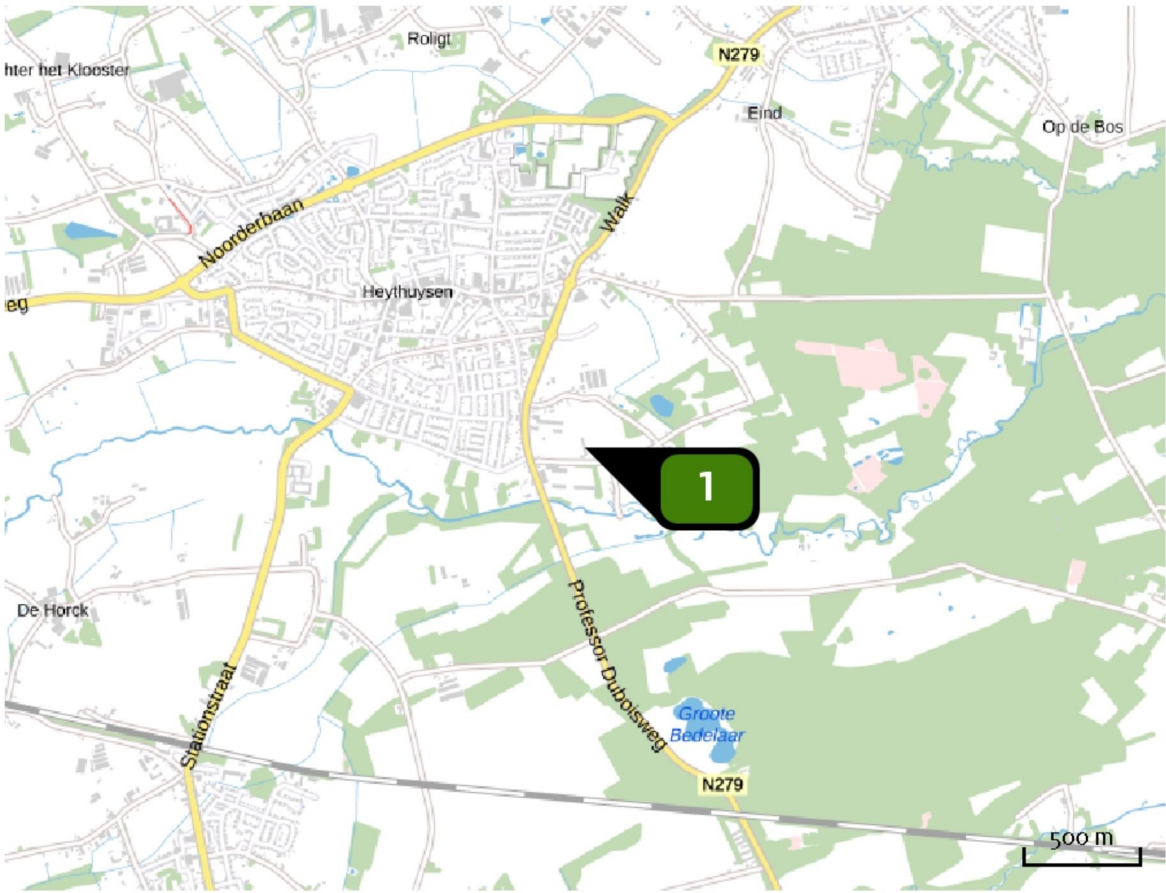 Roligt
N279
hter het Klooster
Eind
Op de Bos
Walk
Noorderbaan
Heythuysen
eg
1
De Horck
Professor Duboisweg
Stationstraat
Groote
Bedelaar
N279
500 m